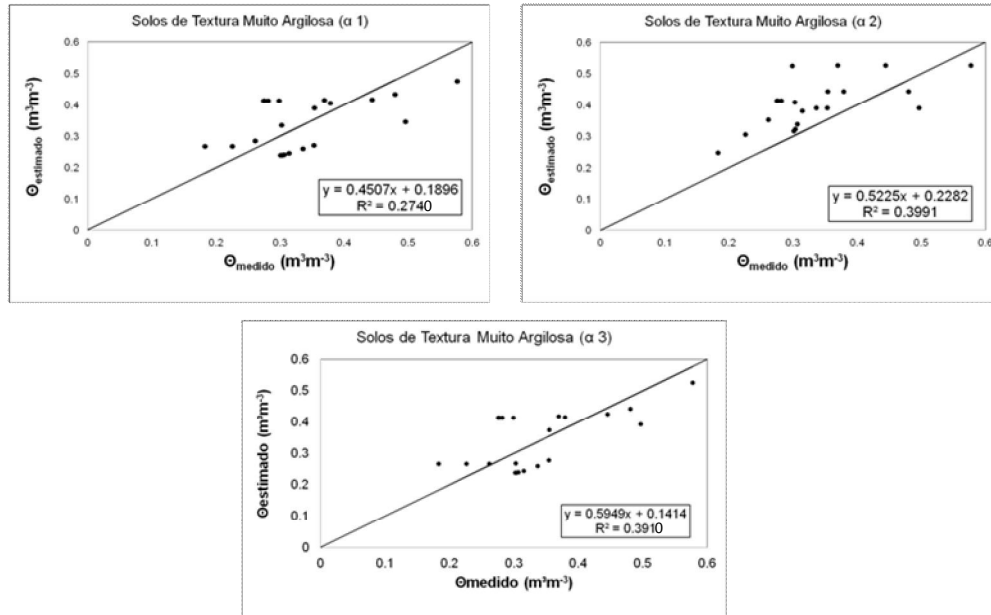 Solos de Textura Muito Argilosa (α 1)
0.6
0.5
0.4
0.3
0.2
0.1
0
Θestimado (m³m⁻³)
y = 0.4507x + 0.1896
R² = 0.2740
0 0.1 0.2 0.3 0.4 0.5 0.6
Θmedido (m³m⁻³)
Solos de Textura Muito Argilosa (α 2)
0.6
0.5
0.4
0.3
0.2
0.1
0
Θestimado (m³m⁻³)
y = 0.5225x + 0.2282
R² = 0.3991
0 0.1 0.2 0.3 0.4 0.5 0.6
Θmedido (m³m⁻³)
Solos de Textura Muito Argilosa (α 3)
0.6
0.5
0.4
0.3
0.2
0.1
0
Θestimado (m³m⁻³)
y = 0.5949x + 0.1414
R² = 0.3910
0 0.1 0.2 0.3 0.4 0.5 0.6
Θmedido (m³m⁻³)